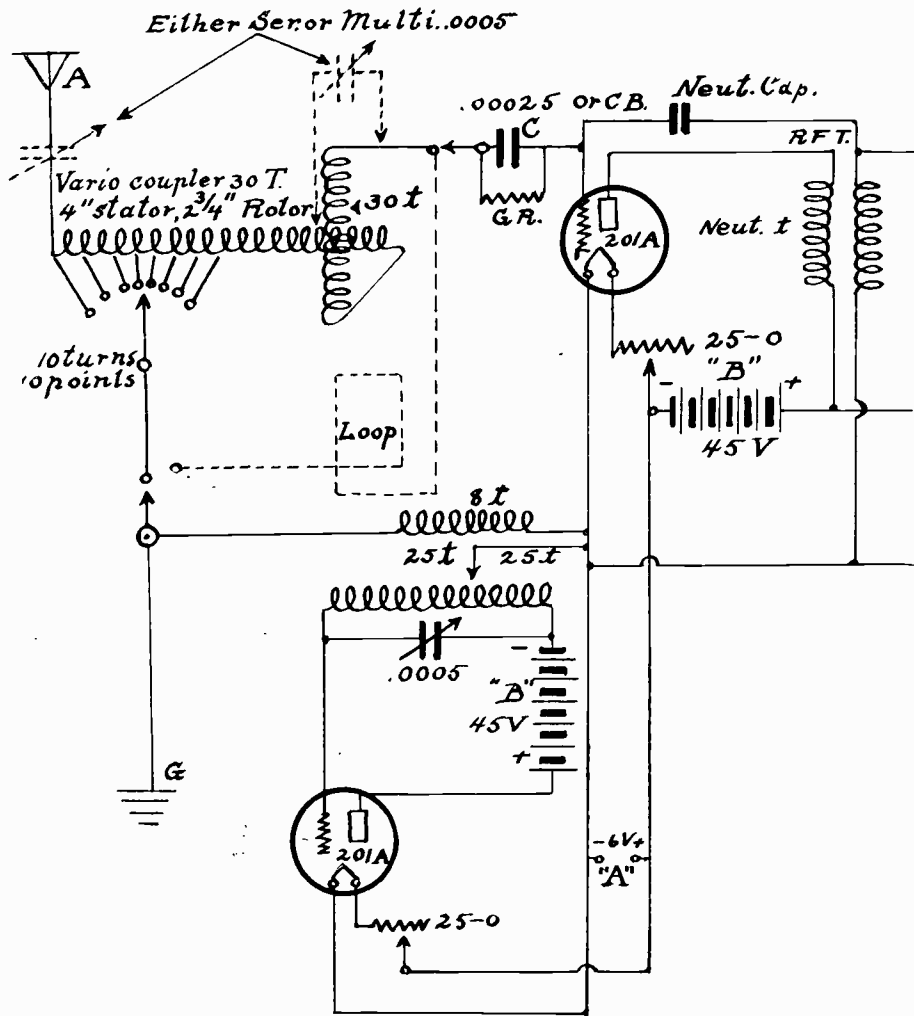 Either Ser. or Multi. .0005
A
.00025 or C B.
Neut. Cap.
C
R F T.
Vario coupler 30 T.
4" stator, 2 3/4" Rotor
30 t
G.R.
201A
Neut. t
10 turns
0 points
25-0
"B"
- +
45 V
Loop
8 t
25 t 25 t
.0005
-
"B"
45V
+
G
201A
-6V+
"A"
25-0